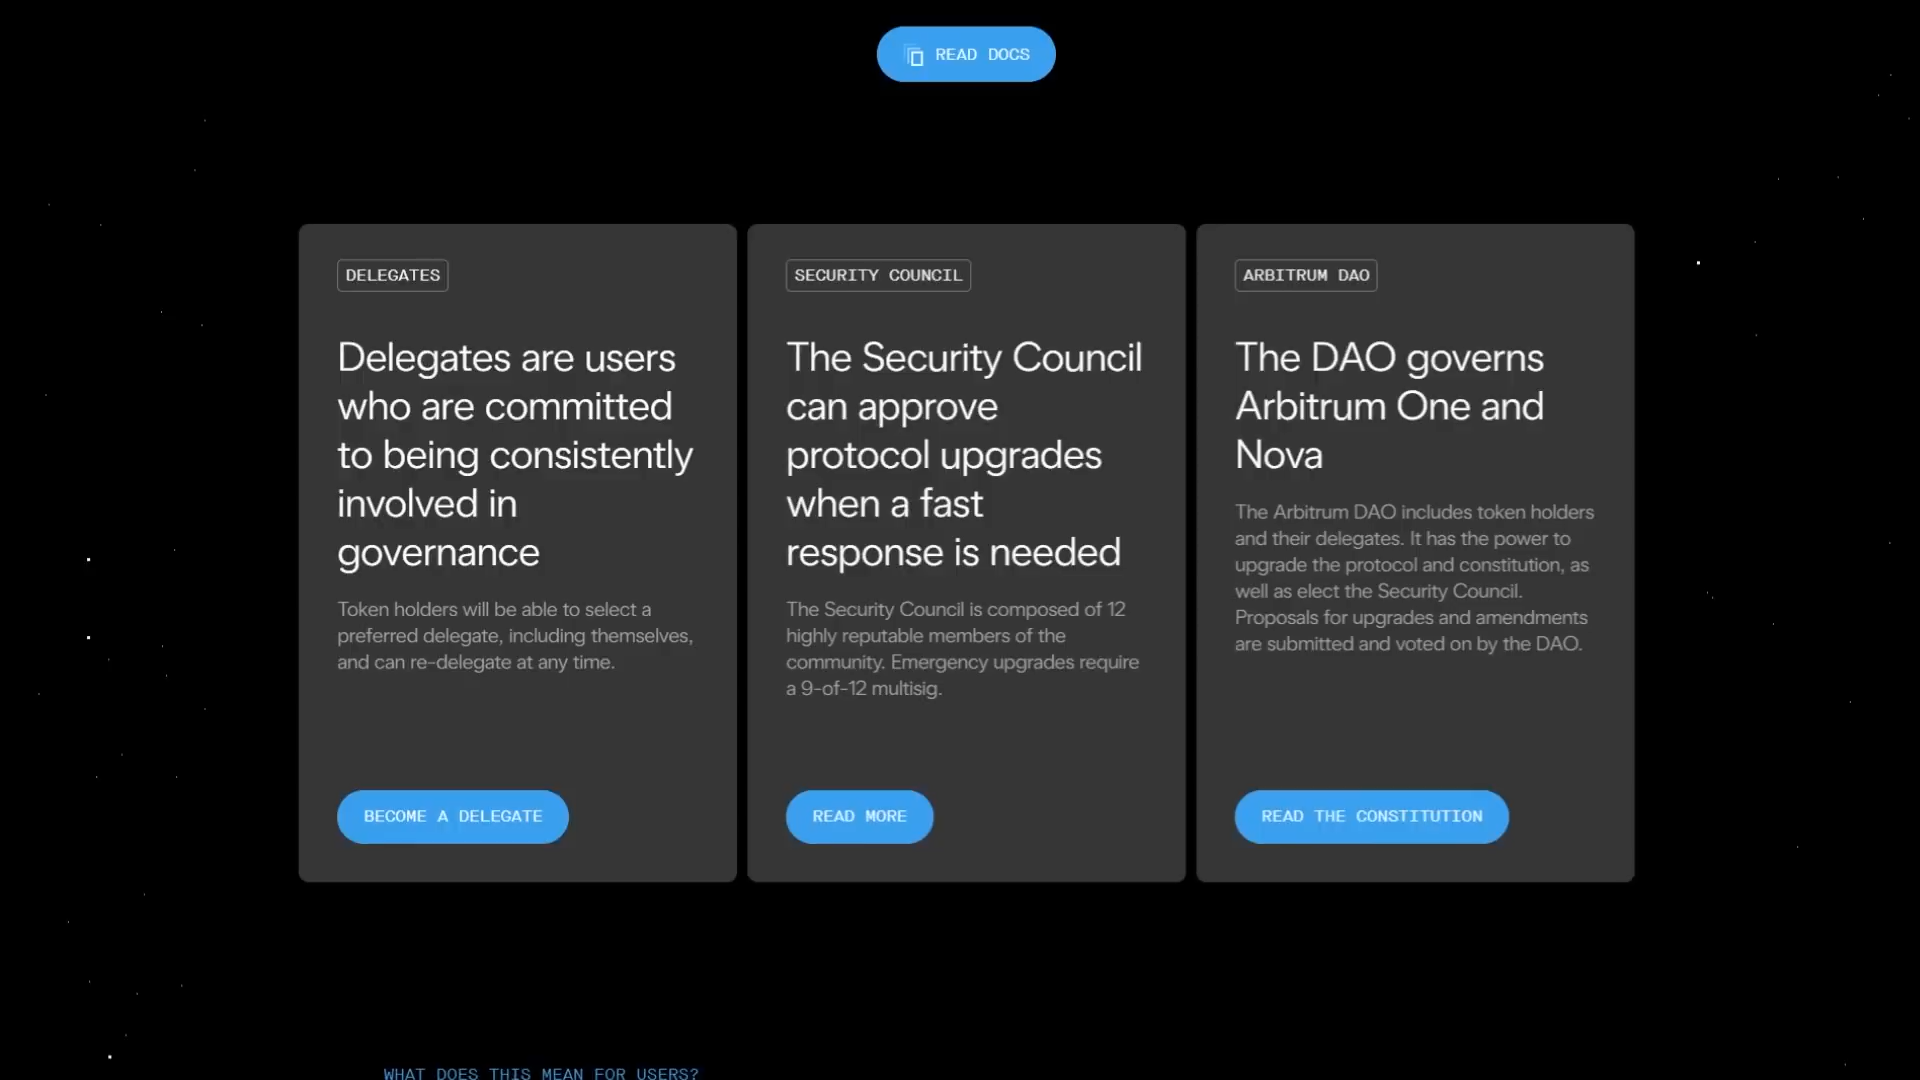 READ DOCS
DELEGATES
Delegates are users
who are committed
to being consistently
involved in
governance
Token holders will be able to select a
preferred delegate, including themselves,
and can re-delegate at any time.
BECOME A DELEGATE
SECURITY COUNCIL
The Security Council
can approve
protocol upgrades
when a fast
response is needed
The Security Council is composed of 12
highly reputable members of the
community. Emergency upgrades require
a 9-of-12 multisig.
READ MORE
ARBITRUM DAO
The DAO governs
Arbitrum One and
Nova
The Arbitrum DAO includes token holders
and their delegates. It has the power to
upgrade the protocol and constitution, as
well as elect the Security Council.
Proposals for upgrades and amendments
are submitted and voted on by the DAO.
READ THE CONSTITUTION
WHAT DOES THIS MEAN FOR USERS?